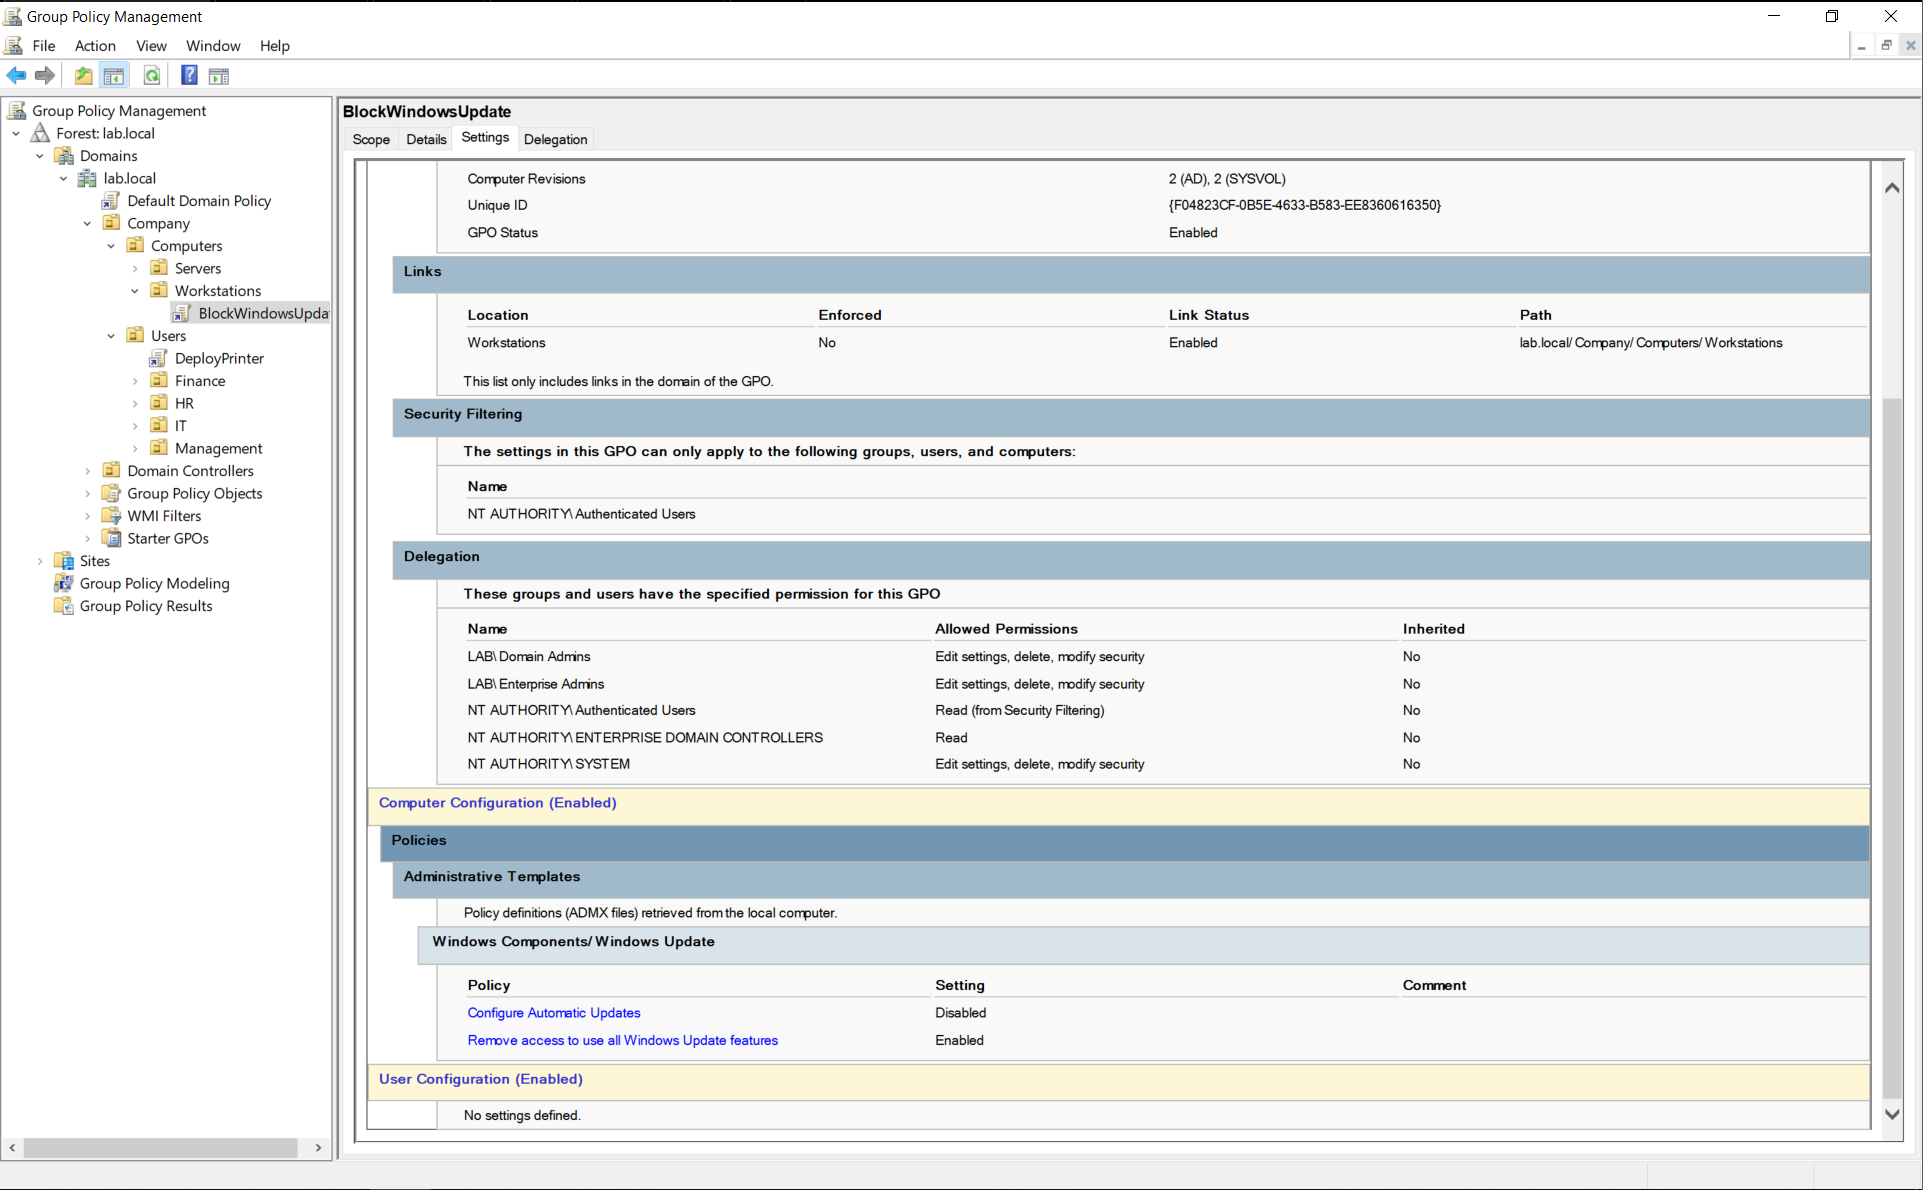 Group Policy Management
File Action View Window Help
Group Policy Management
Forest: lab.local
Domains
lab.local
Default Domain Policy
Company
Computers
Servers
Workstations
BlockWindowsUpda
Users
DeployPrinter
Finance
HR
IT
Management
Domain Controllers
Group Policy Objects
WMI Filters
Starter GPOs
Sites
Group Policy Modeling
Group Policy Results
BlockWindowsUpdate
Scope Details Settings Delegation
Computer Revisions 2 (AD), 2 (SYSVOL)
Unique ID {F04823CF-0B5E-4633-B583-EE8360616350}
GPO Status Enabled
Links
Location Enforced Link Status Path
Workstations No Enabled lab.local/Company/Computers/Workstations
This list only includes links in the domain of the GPO.
Security Filtering
The settings in this GPO can only apply to the following groups, users, and computers:
Name
NT AUTHORITY\Authenticated Users
Delegation
These groups and users have the specified permission for this GPO
Name Allowed Permissions Inherited
LAB\Domain Admins Edit settings, delete, modify security No
LAB\Enterprise Admins Edit settings, delete, modify security No
NT AUTHORITY\Authenticated Users Read (from Security Filtering) No
NT AUTHORITY\ENTERPRISE DOMAIN CONTROLLERS Read No
NT AUTHORITY\SYSTEM Edit settings, delete, modify security No
Computer Configuration (Enabled)
Policies
Administrative Templates
Policy definitions (ADMX files) retrieved from the local computer.
Windows Components/Windows Update
Policy Setting Comment
Configure Automatic Updates Disabled
Remove access to use all Windows Update features Enabled
User Configuration (Enabled)
No settings defined.